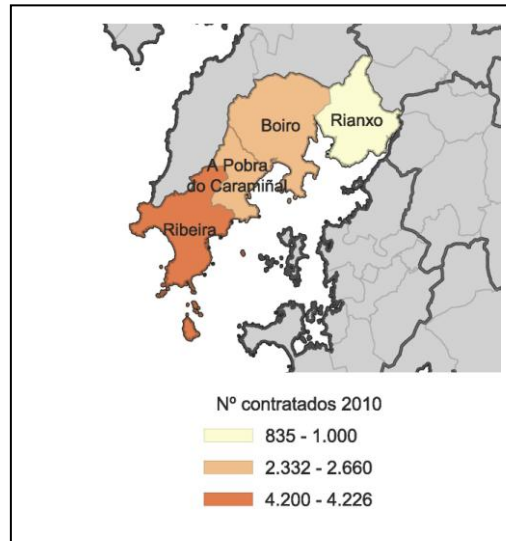 Boiro
Rianxo
A Pobra
do Caramiñal
Ribeira
Nº contratados 2010
835 - 1.000
2.332 - 2.660
4.200 - 4.226